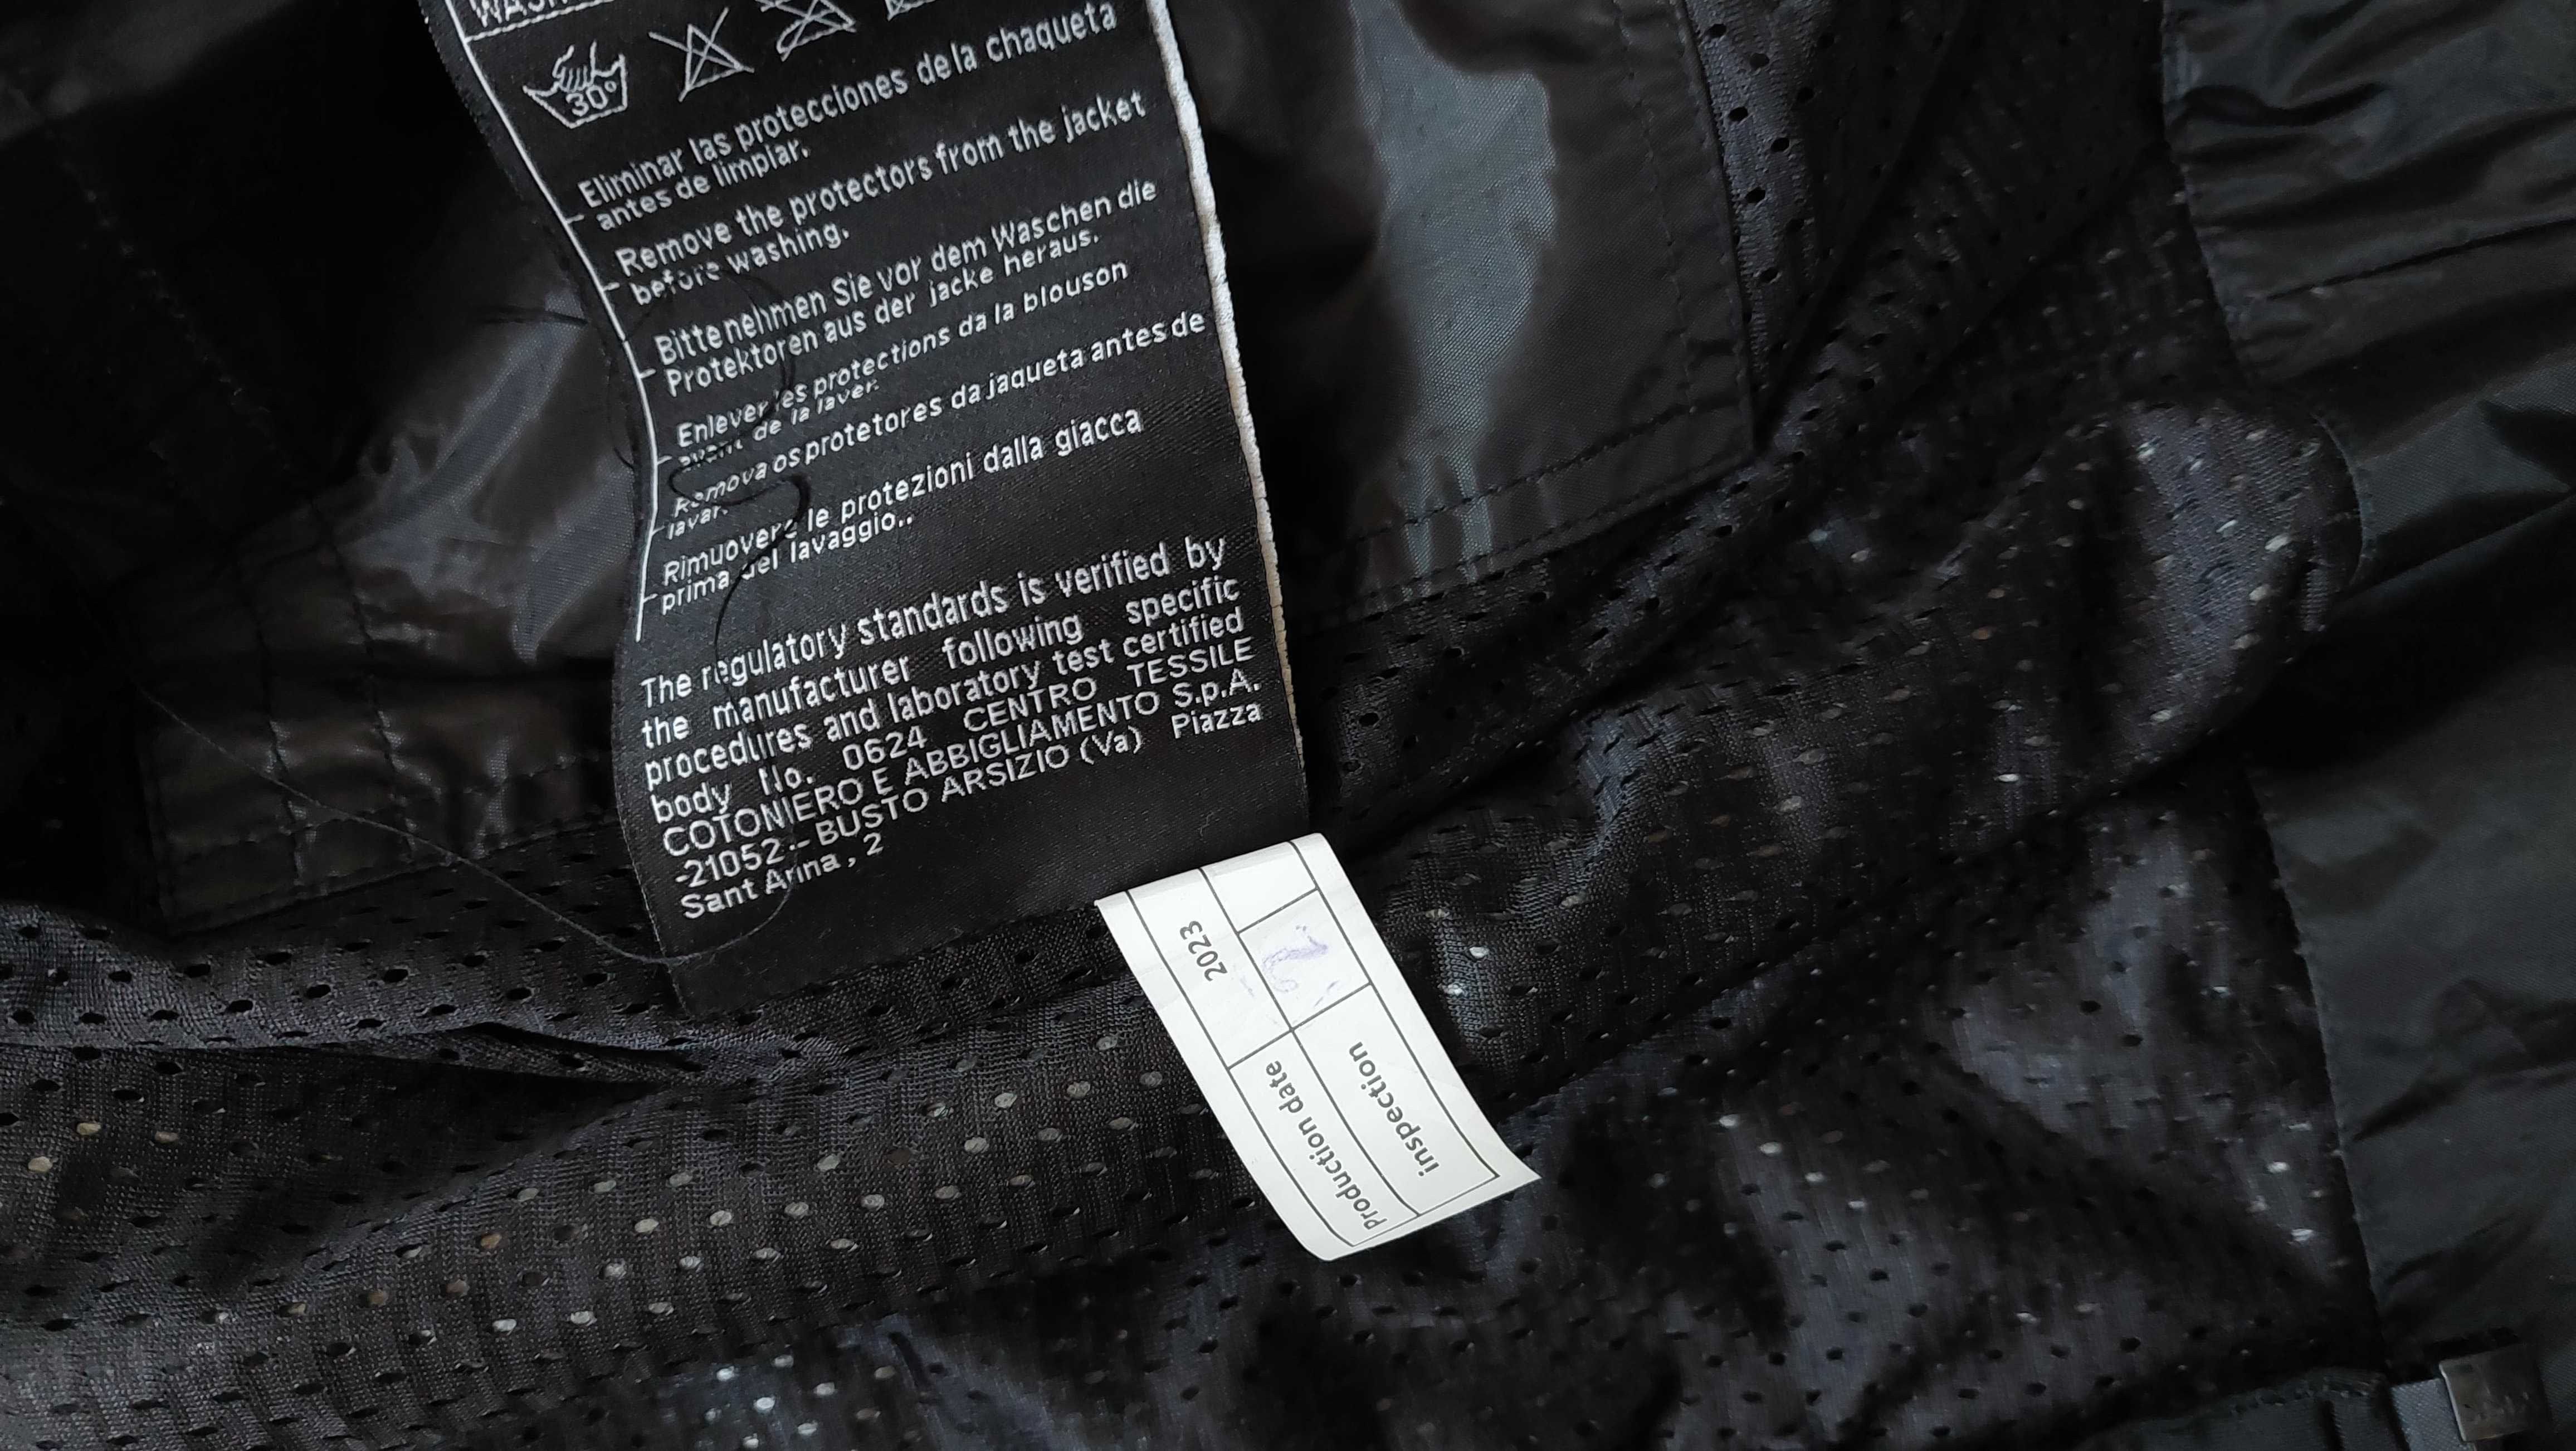 30°
Eliminar las protecciones dela chaqueta
antes de limpiar.
Remove the protectors from the jacket
before washing.
Bitte nehmen Sie vor dem Waschen die
Protektoren aus der jacke heraus.
Enlever les protections da la blouson
avant de la laver.
Remova os protetores da jaqueta antes de
lavar.
Rimuovere le protezioni dalla giacca
prima del lavaggio..
The regulatory standards is verified by
the manufacturer following specific
procedures and laboratory test certified
body No. 0624 CENTRO TESSILE
COTONIERO E ABBIGLIAMENTO S.p.A.
-21052.- BUSTO ARSIZIO (Va) Piazza
Sant Anna, 2
Production date 2023
inspection